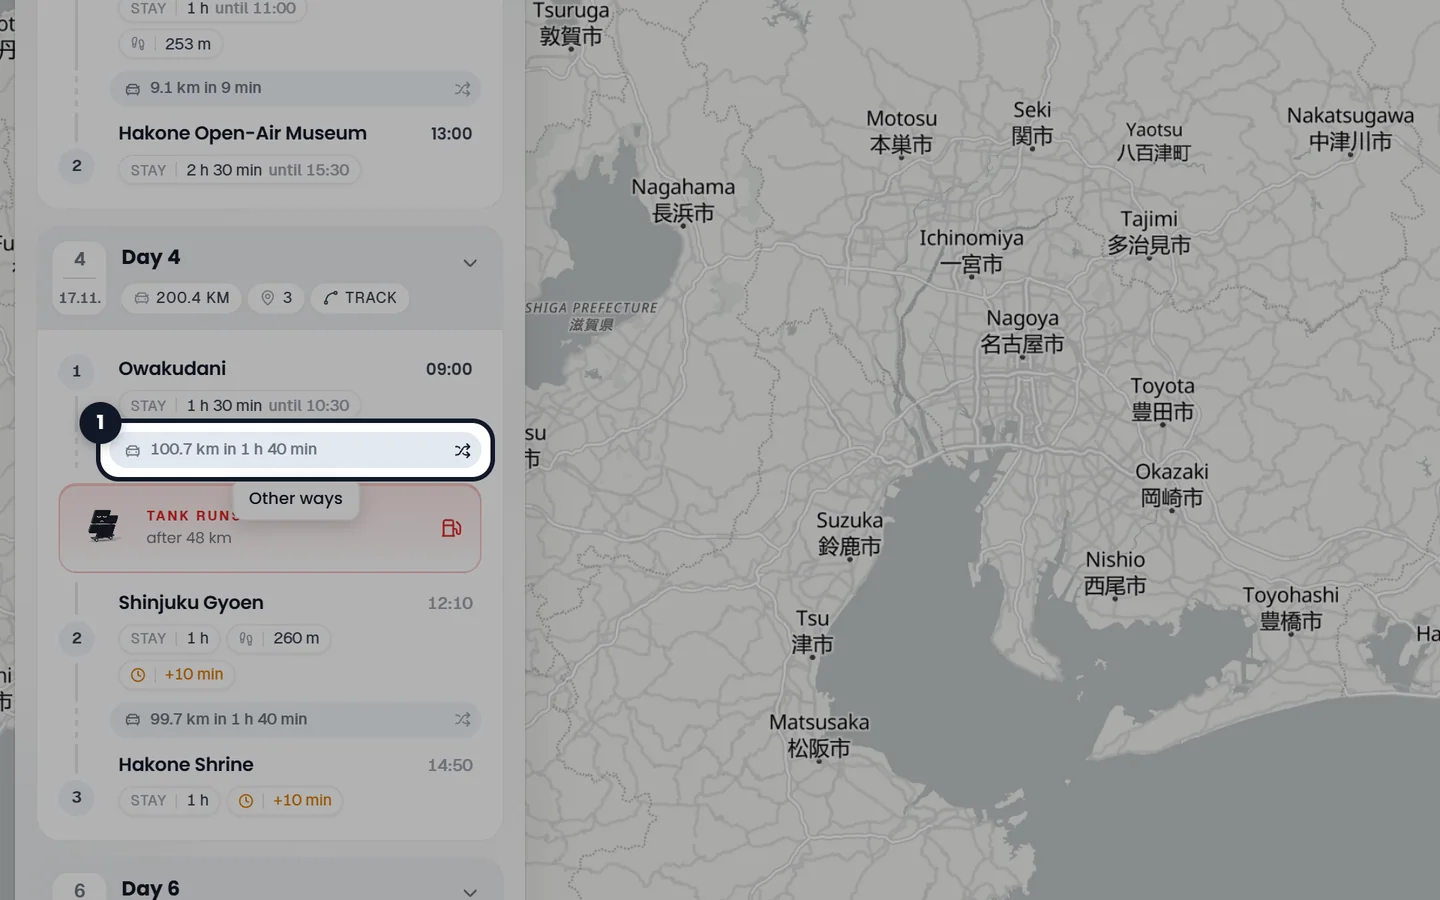 STAY 1 h until 11:00
253 m
9.1 km in 9 min
Hakone Open-Air Museum 13:00
2
STAY 2 h 30 min until 15:30
4
17.11.
Day 4
200.4 KM 3 TRACK
1
Owakudani 09:00
STAY 1 h 30 min until 10:30
1
100.7 km in 1 h 40 min
Other ways
TANK RUNS
after 48 km
Shinjuku Gyoen 12:10
2
STAY 1 h 260 m
+10 min
99.7 km in 1 h 40 min
Hakone Shrine 14:50
3
STAY 1 h +10 min
6
Day 6
Tsuruga
敦賀市
Motosu
本巣市
Seki
関市
Yaotsu
八百津町
Nakatsugawa
中津川市
Nagahama
長浜市
Tajimi
多治見市
Ichinomiya
一宮市
SHIGA PREFECTURE
滋賀県
Nagoya
名古屋市
Toyota
豊田市
su
市
Okazaki
岡崎市
Suzuka
鈴鹿市
Nishio
西尾市
Toyohashi
豊橋市
Tsu
津市
Ha
Matsusaka
松阪市